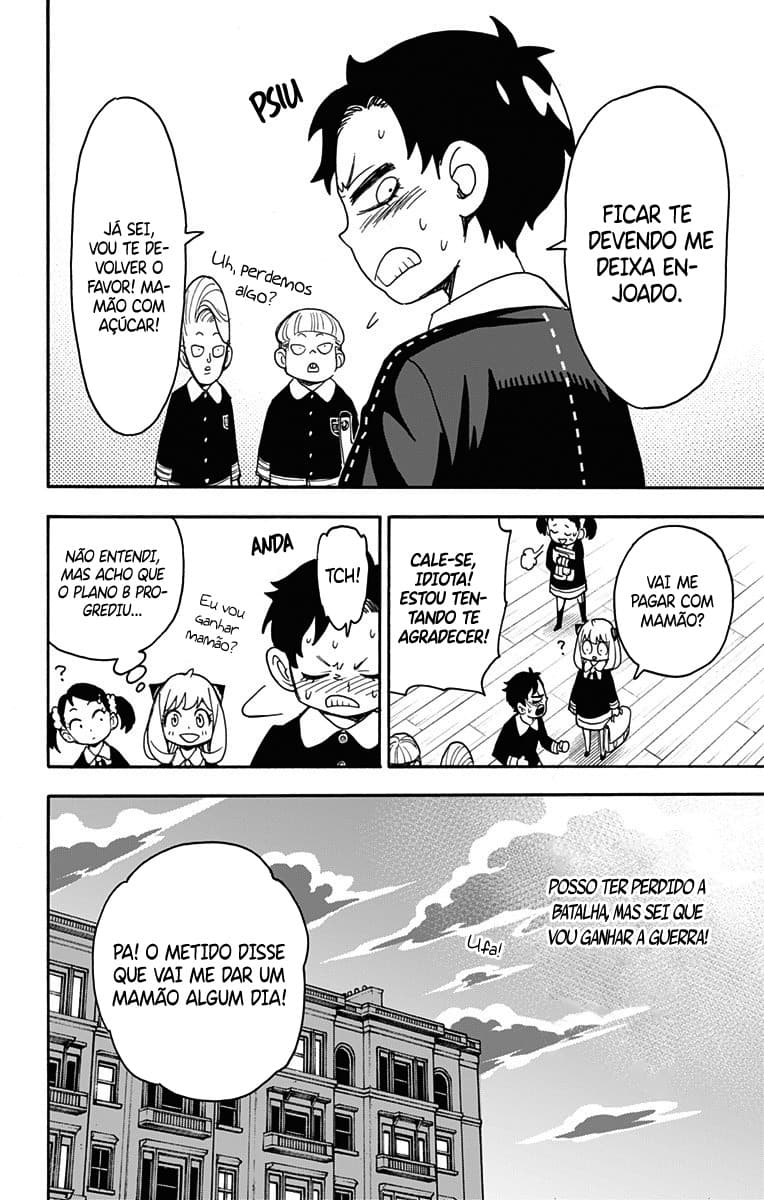 PSIU
FICAR TE
DEVENDO ME
DEIXA EN-
JOADO.
Uh, perdemos
algo?
JÁ SEI,
VOU TE DE-
VOLVER O
FAVOR! MA-
MÃO COM
AÇÚCAR!
VAI ME
PAGAR COM
MAMÃO?
?
CALE-SE,
IDIOTA!
ESTOU TEN-
TANDO TE
AGRADECER!
TCH!
ANDA
Eu vou
ganhar
mamão?
NÃO ENTENDI,
MAS ACHO QUE
O PLANO B PRO-
GREDIU...
?
POSSO TER PERDIDO A
BATALHA, MAS SEI QUE
VOU GANHAR A GUERRA!
Ufa!
PA! O METIDO DISSE
QUE VAI ME DAR UM
MAMÃO ALGUM DIA!